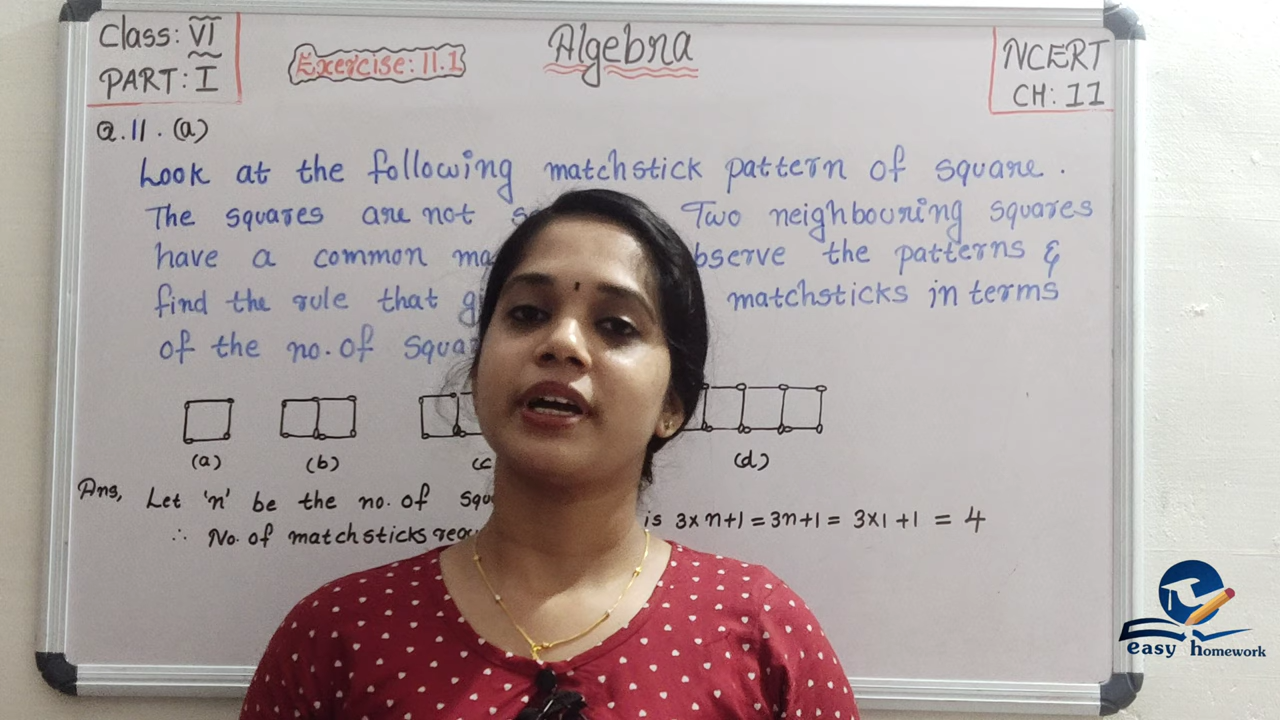 Class: VI
PART: I
Exercise: 11.1
Algebra
NCERT
CH: 11
Q.11.(a)
Look at the following matchstick pattern of square.
The squares are not Two neighbouring squares
have a common the patterns &
find the rule that matchsticks in terms
of the no. of
(a) (b) (d)
Ans, Let 'n' be the no. of
∴ No. of matchsticks is 3×n+1 = 3n+1 = 3×1+1 = 4
easy homework